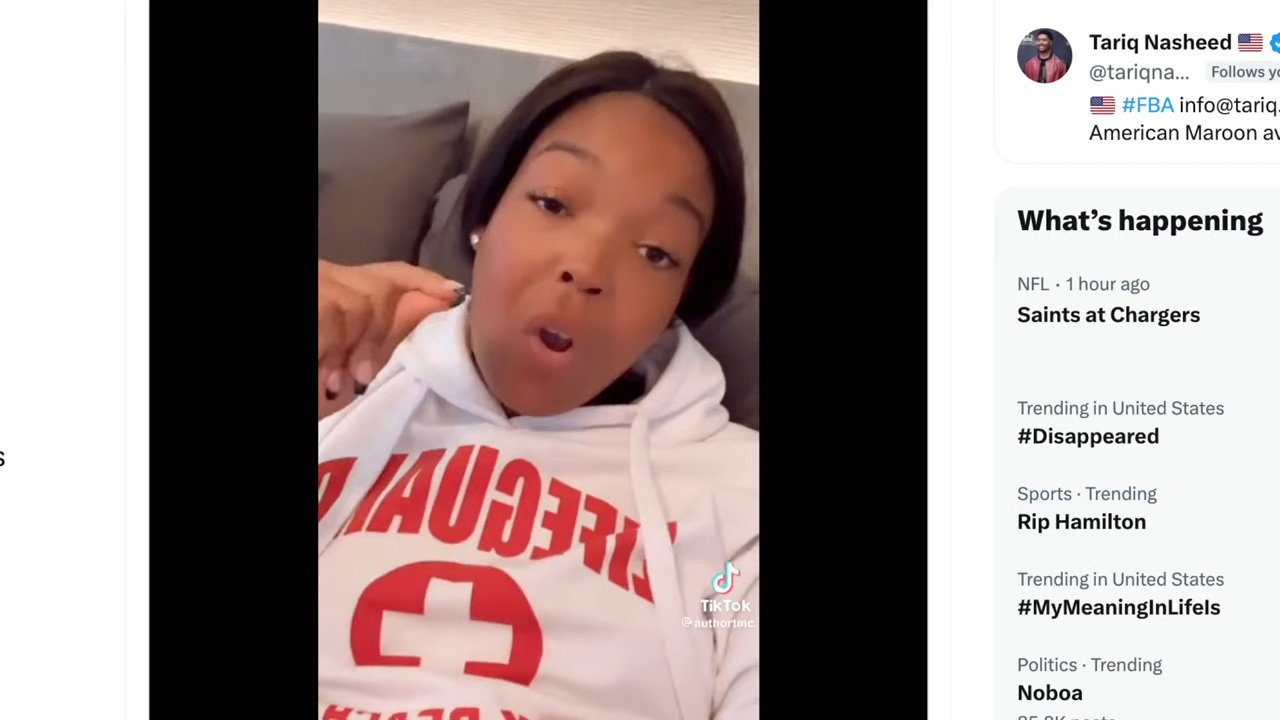 s
LIFEGUARD
TikTok
@authortmc
Tariq Nasheed 🇺🇸
@tariqna... Follows yo
🇺🇸 #FBA info@tariq.
American Maroon av
What's happening
NFL · 1 hour ago
Saints at Chargers
Trending in United States
#Disappeared
Sports · Trending
Rip Hamilton
Trending in United States
#MyMeaningInLifeIs
Politics · Trending
Noboa